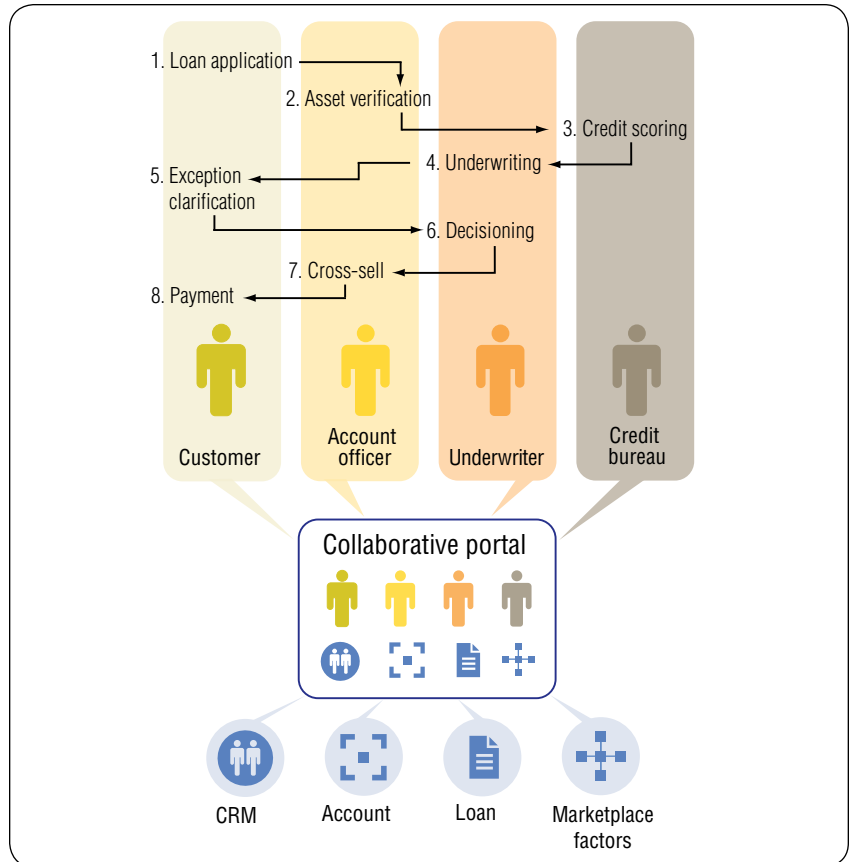 1. Loan application
2. Asset verification
3. Credit scoring
4. Underwriting
5. Exception
clarification
6. Decisioning
7. Cross-sell
8. Payment
Customer
Account
officer
Underwriter
Credit
bureau
Collaborative portal
CRM
Account
Loan
Marketplace
factors